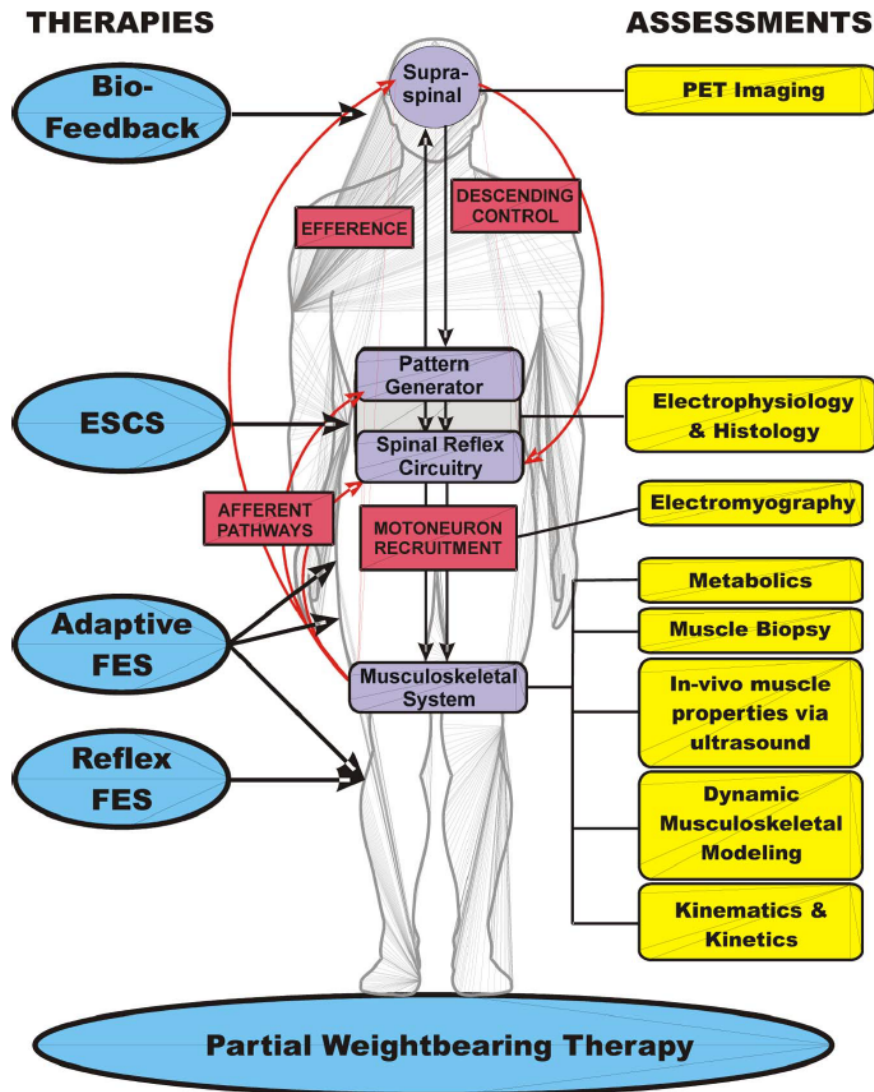 THERAPIES
ASSESSMENTS
Bio-
Feedback
Supra-
spinal
PET Imaging
EFFERENCE
DESCENDING
CONTROL
Pattern
Generator
ESCS
Electrophysiology
& Histology
Spinal Reflex
Circuitry
AFFERENT
PATHWAYS
MOTONEURON
RECRUITMENT
Electromyography
Adaptive
FES
Metabolics
Muscle Biopsy
Musculoskeletal
System
In-vivo muscle
properties via
ultrasound
Reflex
FES
Dynamic
Musculoskeletal
Modeling
Kinematics &
Kinetics
Partial Weightbearing Therapy